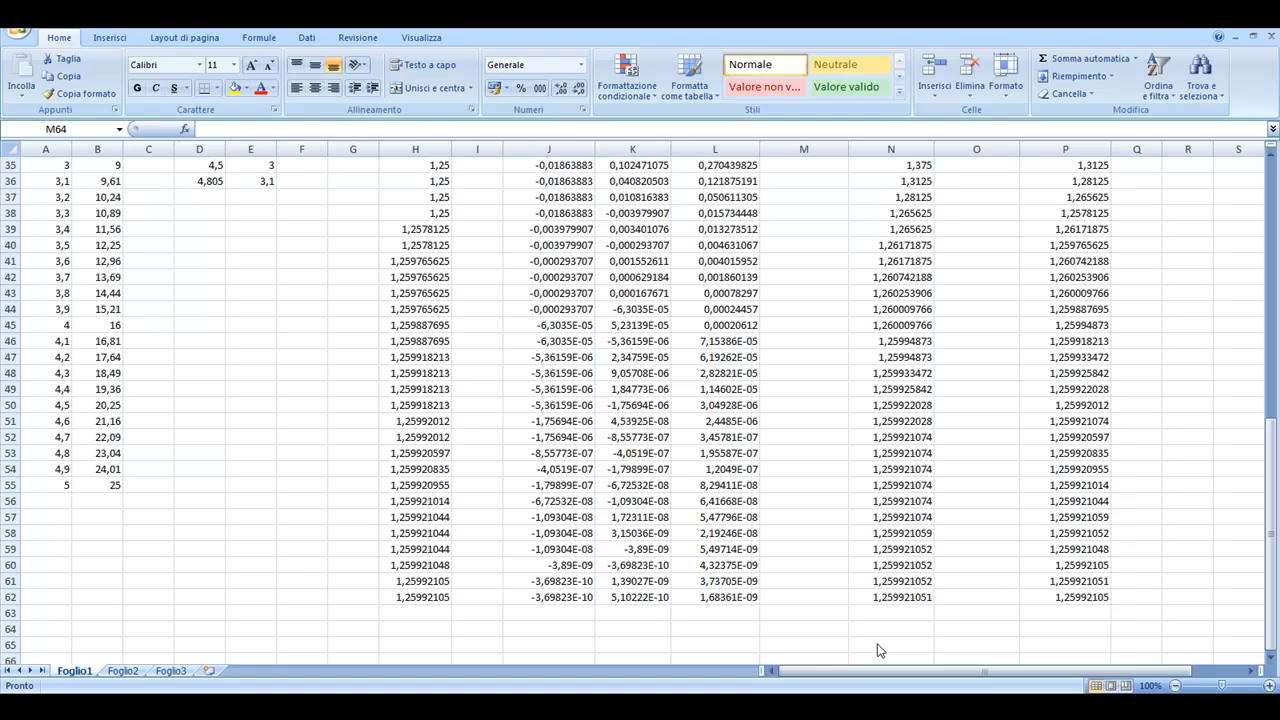 Home Inserisci Layout di pagina Formule Dati Revisione Visualizza
Incolla
Taglia
Copia
Copia formato
Appunti
Calibri 11
G C S
Carattere
Testo a capo
Unisci e centra
Allineamento
Generale
% 000
Numeri
Formattazione condizionale
Formatta come tabella
Normale Neutrale
Valore non v... Valore valido
Stili
Inserisci Elimina Formato
Celle
Somma automatica
Riempimento
Cancella
Ordina e filtra
Trova e seleziona
Modifica
M64 fx
A B C D E F G H I J K L M N O P Q R S
35 3 9 4,5 3 1,25 -0,01863883 0,102471075 0,270439825 1,375 1,3125
36 3,1 9,61 4,805 3,1 1,25 -0,01863883 0,040820503 0,121875191 1,3125 1,28125
37 3,2 10,24 1,25 -0,01863883 0,010816383 0,050611305 1,28125 1,265625
38 3,3 10,89 1,25 -0,01863883 -0,003979907 0,015734448 1,265625 1,2578125
39 3,4 11,56 1,2578125 -0,003979907 0,003401076 0,013273512 1,265625 1,26171875
40 3,5 12,25 1,2578125 -0,003979907 -0,000293707 0,004631067 1,26171875 1,259765625
41 3,6 12,96 1,259765625 -0,000293707 0,001552611 0,004015952 1,26171875 1,260742188
42 3,7 13,69 1,259765625 -0,000293707 0,000629184 0,001860139 1,260742188 1,260253906
43 3,8 14,44 1,259765625 -0,000293707 0,000167671 0,00078297 1,260253906 1,260009766
44 3,9 15,21 1,259765625 -0,000293707 -6,3035E-05 0,00024457 1,260009766 1,259887695
45 4 16 1,259887695 -6,3035E-05 5,23139E-05 0,00020612 1,260009766 1,25994873
46 4,1 16,81 1,259887695 -6,3035E-05 -5,36159E-06 7,15386E-05 1,25994873 1,259918213
47 4,2 17,64 1,259918213 -5,36159E-06 2,34759E-05 6,19262E-05 1,25994873 1,259933472
48 4,3 18,49 1,259918213 -5,36159E-06 9,05708E-06 2,82821E-05 1,259933472 1,259925842
49 4,4 19,36 1,259918213 -5,36159E-06 1,84773E-06 1,14602E-05 1,259925842 1,259922028
50 4,5 20,25 1,259918213 -5,36159E-06 -1,75694E-06 3,04928E-06 1,259922028 1,25992012
51 4,6 21,16 1,25992012 -1,75694E-06 4,53925E-08 2,4485E-06 1,259922028 1,259921074
52 4,7 22,09 1,25992012 -1,75694E-06 -8,55773E-07 3,45781E-07 1,259921074 1,259920597
53 4,8 23,04 1,259920597 -8,55773E-07 -4,0519E-07 1,95587E-07 1,259921074 1,259920835
54 4,9 24,01 1,259920835 -4,0519E-07 -1,79899E-07 1,2049E-07 1,259921074 1,259920955
55 5 25 1,259920955 -1,79899E-07 -6,72532E-08 8,29411E-08 1,259921074 1,259921014
56 1,259921014 -6,72532E-08 -1,09304E-08 6,41668E-08 1,259921074 1,259921044
57 1,259921044 -1,09304E-08 1,72311E-08 5,47796E-08 1,259921074 1,259921059
58 1,259921044 -1,09304E-08 3,15036E-09 2,19246E-08 1,259921059 1,259921052
59 1,259921044 -1,09304E-08 -3,89E-09 5,49714E-09 1,259921052 1,259921048
60 1,259921048 -3,89E-09 -3,69823E-10 4,32375E-09 1,259921052 1,25992105
61 1,25992105 -3,69823E-10 1,39027E-09 3,73705E-09 1,259921052 1,259921051
62 1,25992105 -3,69823E-10 5,10222E-10 1,68361E-09 1,259921051 1,25992105
63
64
65
66
Foglio1 Foglio2 Foglio3
Pronto 100%